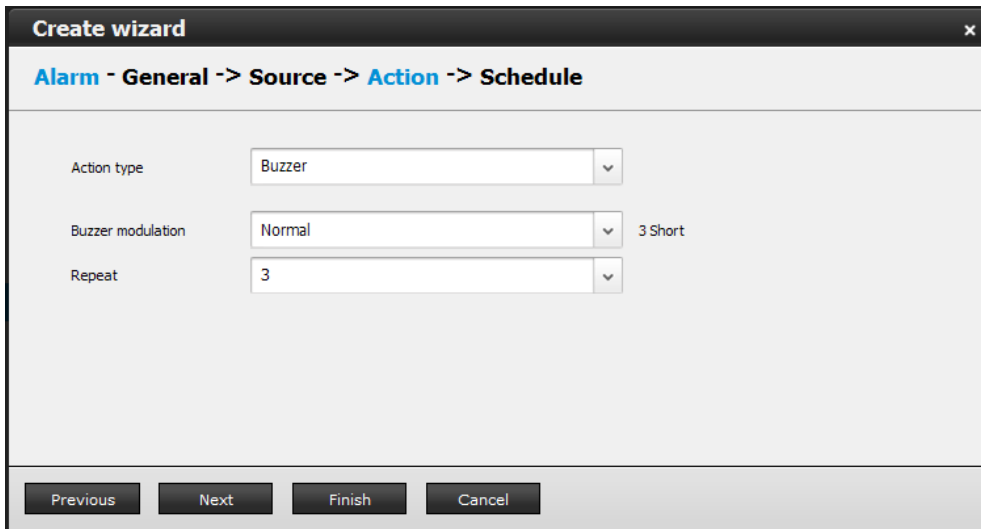 Create wizard ×
Alarm - General -> Source -> Action -> Schedule
Action type Buzzer
Buzzer modulation Normal 3 Short
Repeat 3
Previous Next Finish Cancel